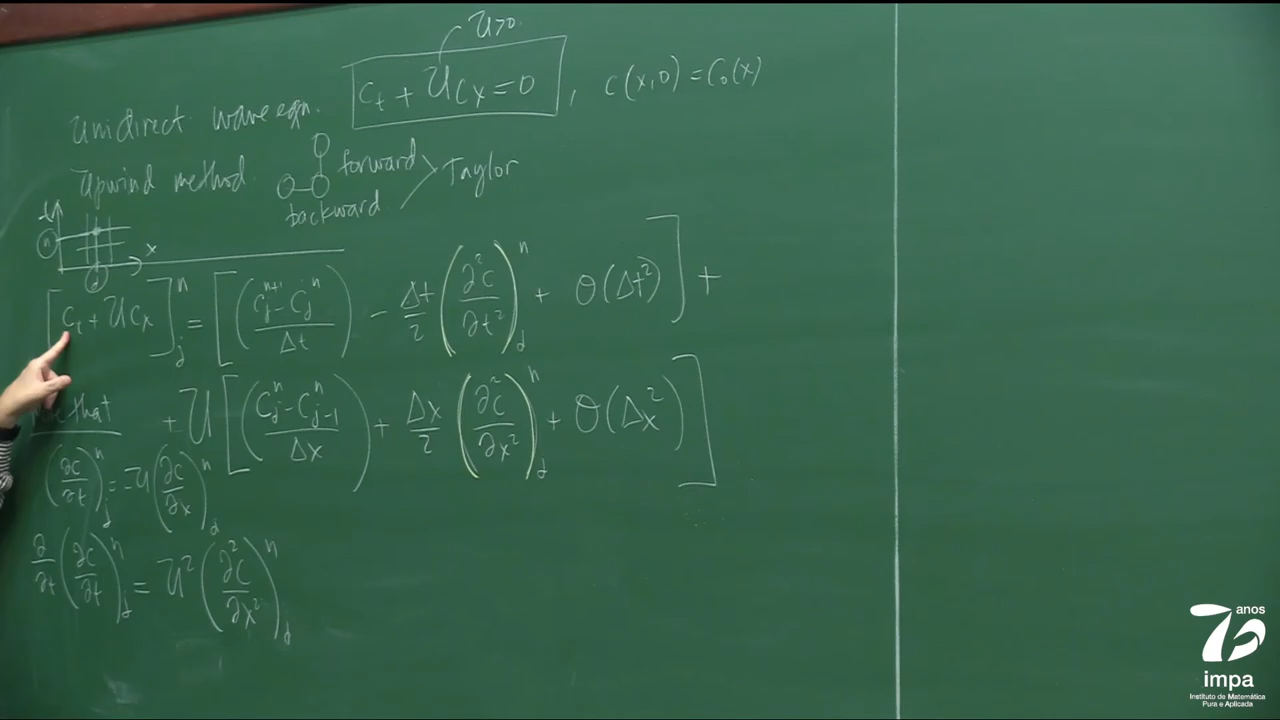 U>0.
Unidirect. wave eqn. c_t + U c_x = 0 , c(x,0) = C_0(x)
Upwind method. forward > Taylor
backward
t
n
x
j
[c_t + U c_x]_j^n = [ ( (C_j^{n+1} - C_j^n) / Δt ) - Δt/2 ( ∂²c/∂t² )_j^n + O(Δt²) ] +
+ U [ ( (C_j^n - C_{j-1}^n) / Δx ) + Δx/2 ( ∂²c/∂x² )_j^n + O(Δx²) ]
that
( ∂c/∂t )_j^n = -U ( ∂c/∂x )_j^n
∂/∂t ( ∂c/∂t )_j^n = U² ( ∂²c/∂x² )_j^n
75 anos
impa
Instituto de Matemática
Pura e Aplicada